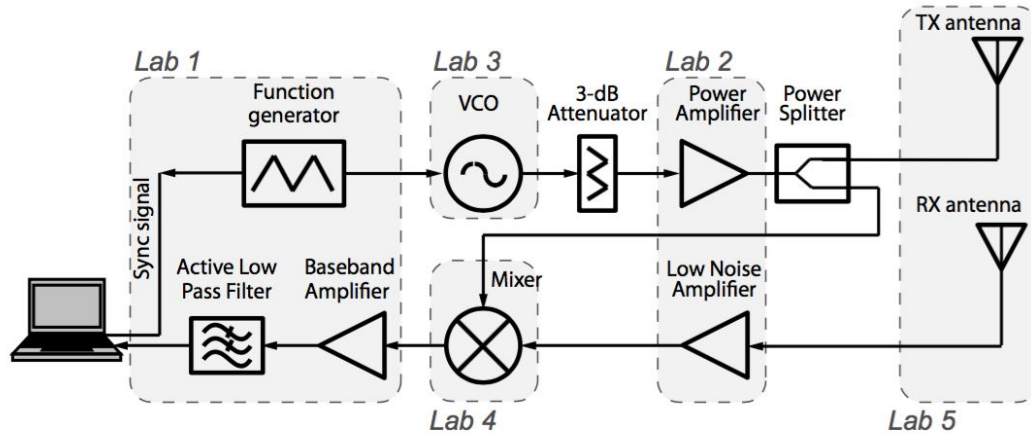 Lab 1
Function
generator
Sync signal
Active Low
Pass Filter
Baseband
Amplifier
Lab 3
VCO
3-dB
Attenuator
Lab 2
Power
Amplifier
Power
Splitter
TX antenna
RX antenna
Mixer
Low Noise
Amplifier
Lab 4
Lab 5